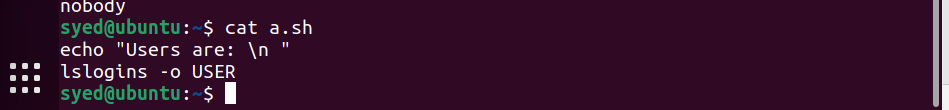 nobody
syed@ubuntu:~$ cat a.sh
echo "Users are: \n "
lslogins -o USER
syed@ubuntu:~$